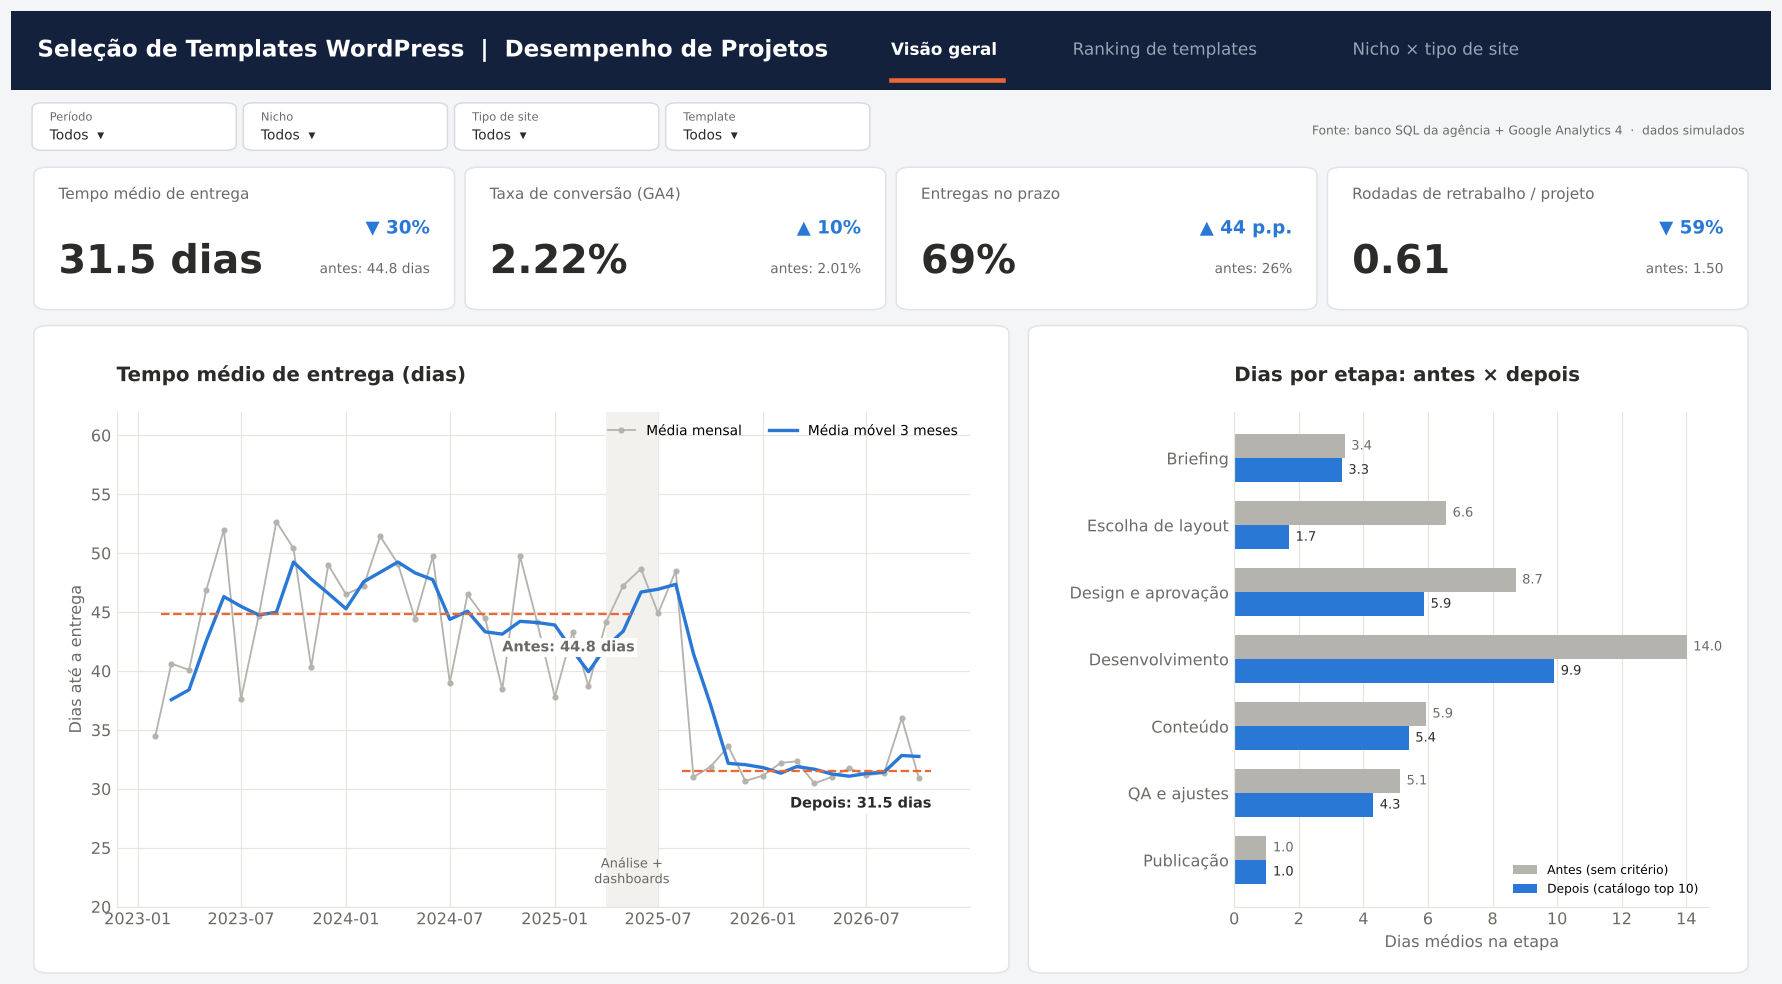 Seleção de Templates WordPress | Desempenho de Projetos
Visão geral
Ranking de templates
Nicho × tipo de site
Período
Todos ▾
Nicho
Todos ▾
Tipo de site
Todos ▾
Template
Todos ▾
Fonte: banco SQL da agência + Google Analytics 4 · dados simulados
Tempo médio de entrega
▼ 30%
31.5 dias
antes: 44.8 dias
Taxa de conversão (GA4)
▲ 10%
2.22%
antes: 2.01%
Entregas no prazo
▲ 44 p.p.
69%
antes: 26%
Rodadas de retrabalho / projeto
▼ 59%
0.61
antes: 1.50
Tempo médio de entrega (dias)
Média mensal
Média móvel 3 meses
Dias até a entrega
60
55
50
45
40
35
30
25
20
Antes: 44.8 dias
Depois: 31.5 dias
Análise +
dashboards
2023-01
2023-07
2024-01
2024-07
2025-01
2025-07
2026-01
2026-07
Dias por etapa: antes × depois
Briefing
3.4
3.3
Escolha de layout
6.6
1.7
Design e aprovação
8.7
5.9
Desenvolvimento
14.0
9.9
Conteúdo
5.9
5.4
QA e ajustes
5.1
4.3
Publicação
1.0
1.0
Antes (sem critério)
Depois (catálogo top 10)
0
2
4
6
8
10
12
14
Dias médios na etapa